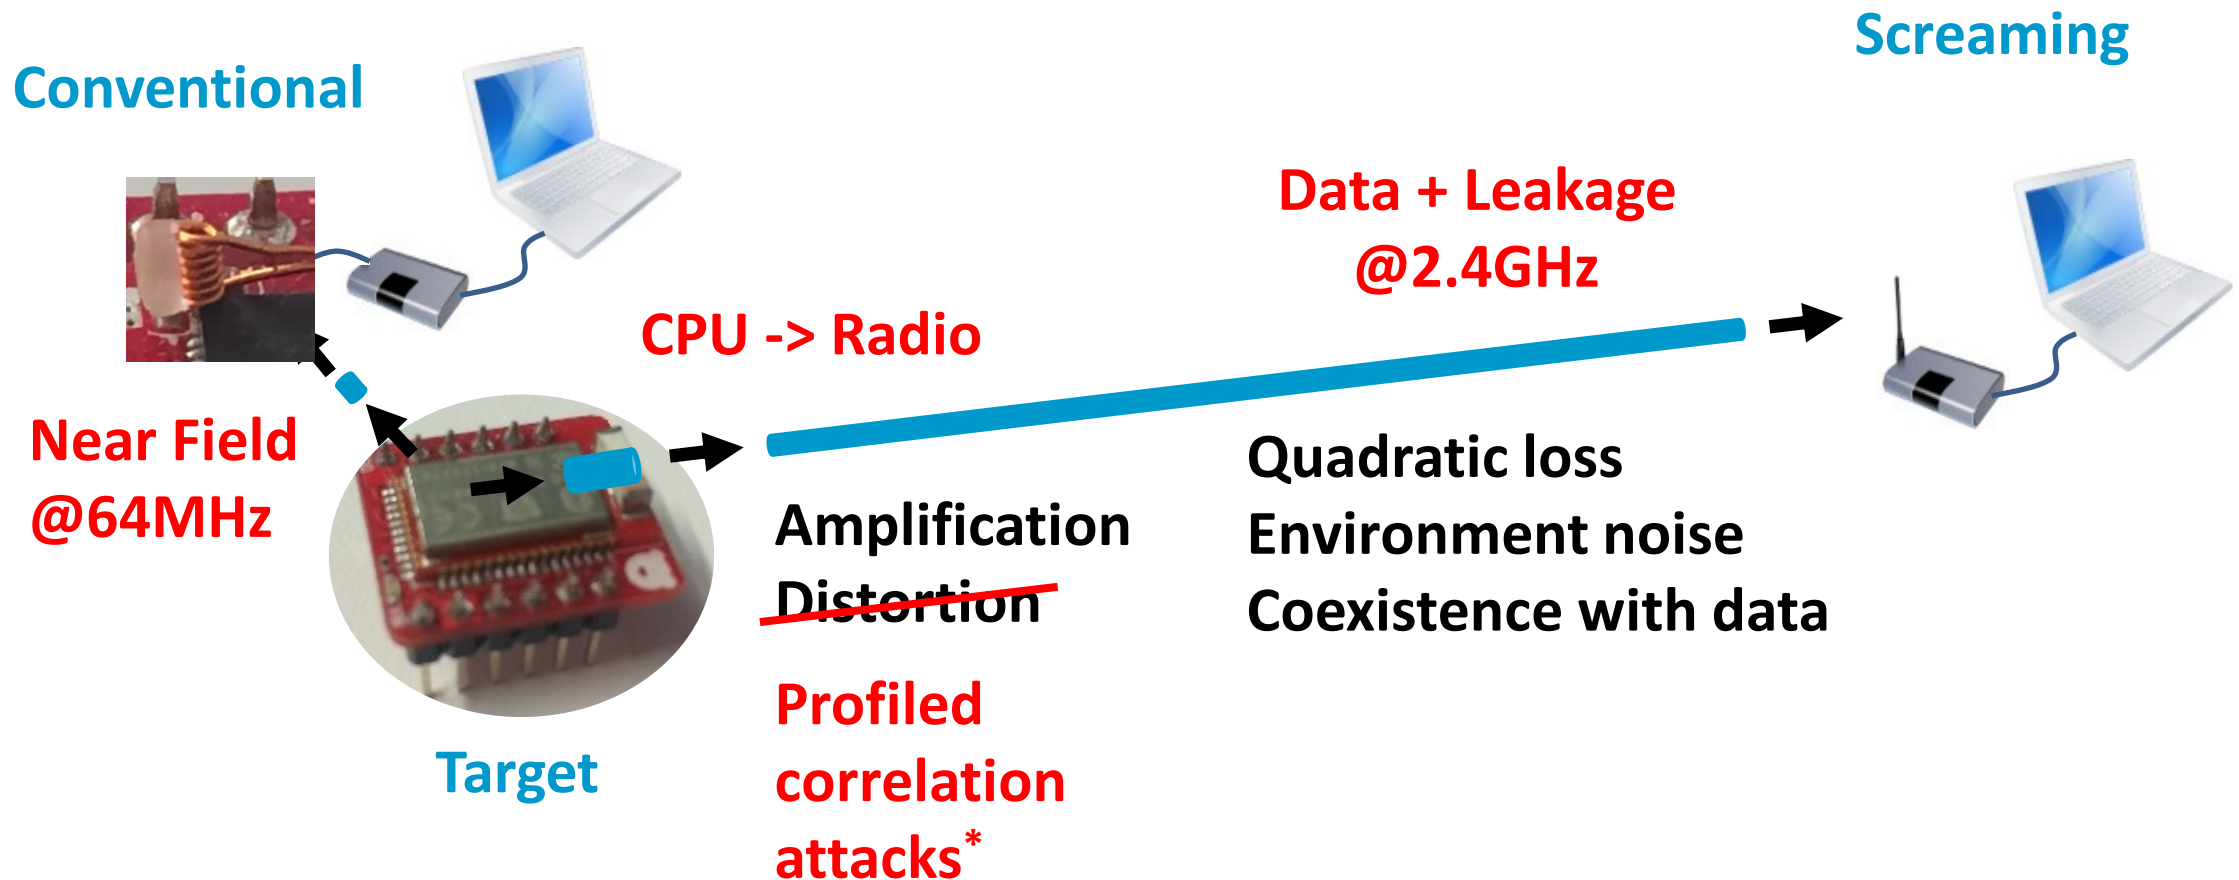 Screaming
Conventional
Data + Leakage
@2.4GHz
CPU -> Radio
Near Field
@64MHz
Amplification
Distortion
Quadratic loss
Environment noise
Coexistence with data
Profiled
correlation
attacks*
Target